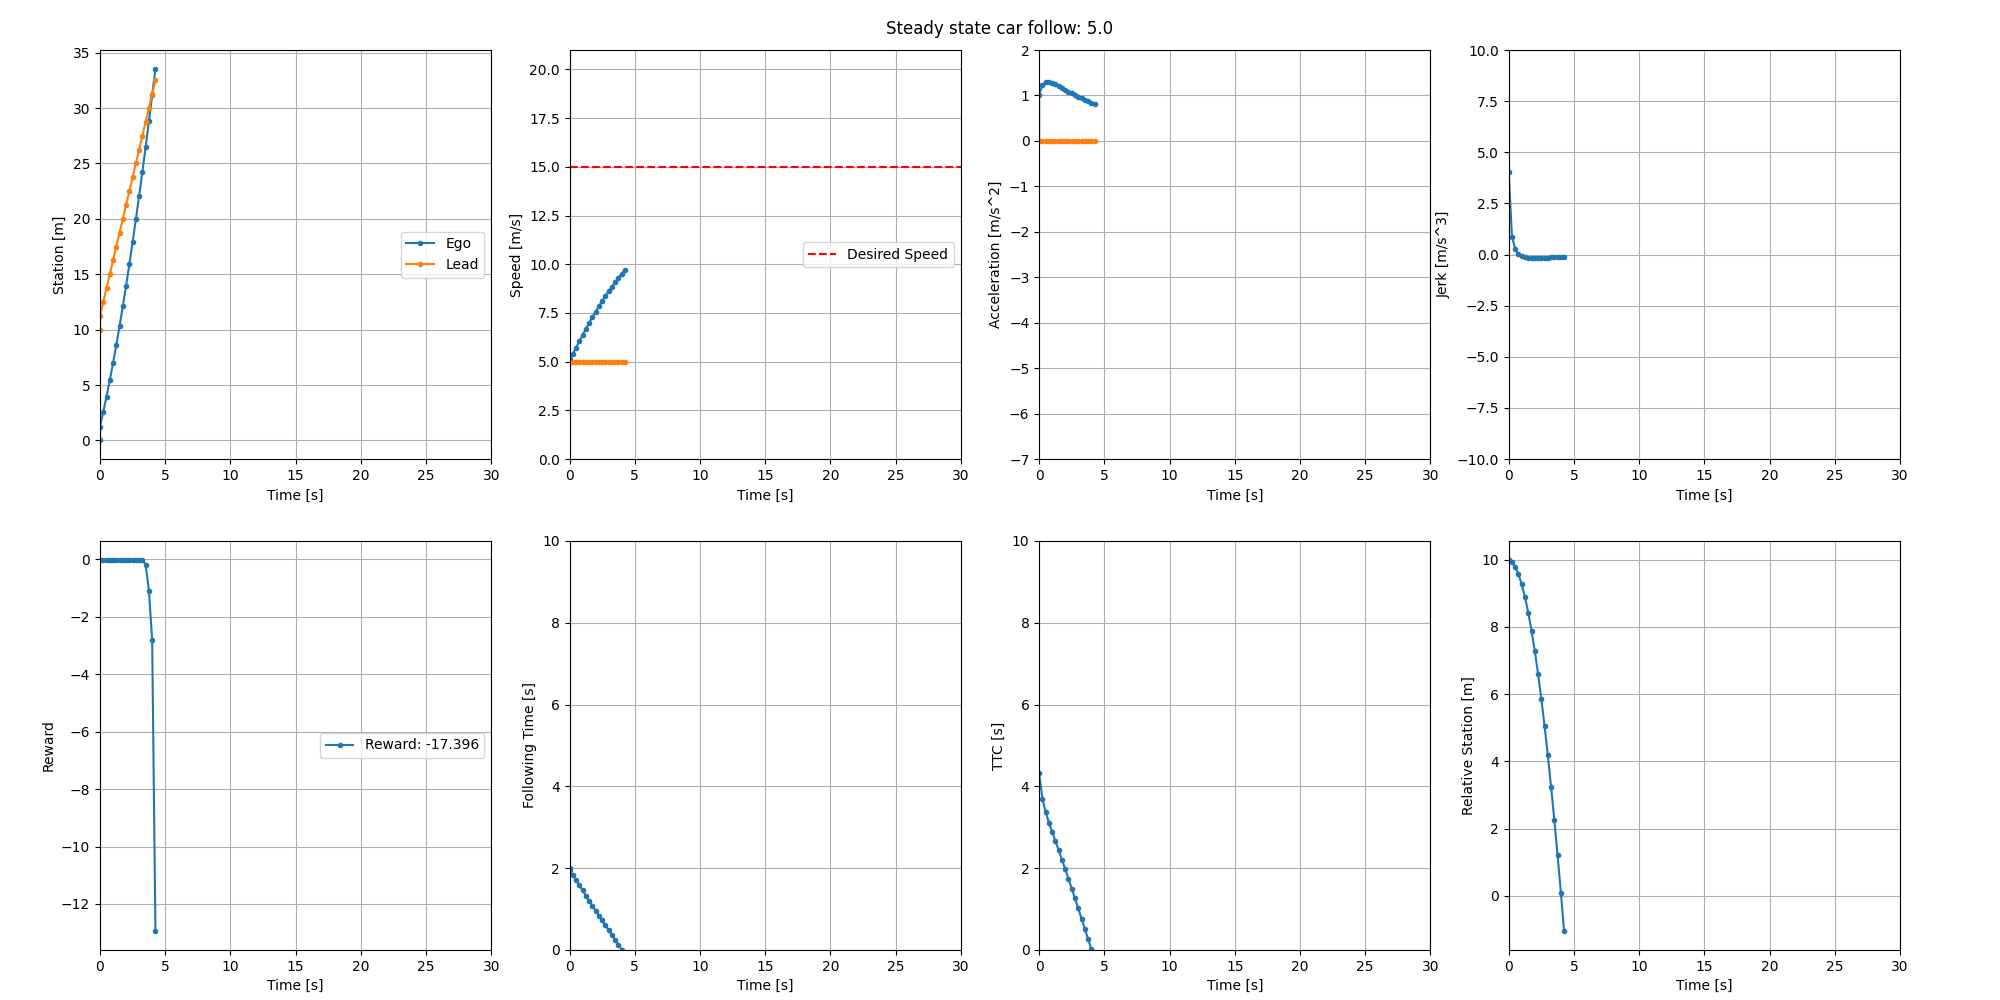 Steady state car follow: 5.0
35
30
25
20
15
10
5
0
Station [m]
Ego
Lead
0 5 10 15 20 25 30
Time [s]
20.0
17.5
15.0
12.5
10.0
7.5
5.0
2.5
0.0
Speed [m/s]
Desired Speed
0 5 10 15 20 25 30
Time [s]
2
1
0
−1
−2
−3
−4
−5
−6
−7
Acceleration [m/s^2]
0 5 10 15 20 25 30
Time [s]
10.0
7.5
5.0
2.5
0.0
−2.5
−5.0
−7.5
−10.0
Jerk [m/s^3]
0 5 10 15 20 25 30
Time [s]
0
−2
−4
−6
−8
−10
−12
Reward
Reward: -17.396
0 5 10 15 20 25 30
Time [s]
10
8
6
4
2
0
Following Time [s]
0 5 10 15 20 25 30
Time [s]
10
8
6
4
2
0
TTC [s]
0 5 10 15 20 25 30
Time [s]
10
8
6
4
2
0
Relative Station [m]
0 5 10 15 20 25 30
Time [s]